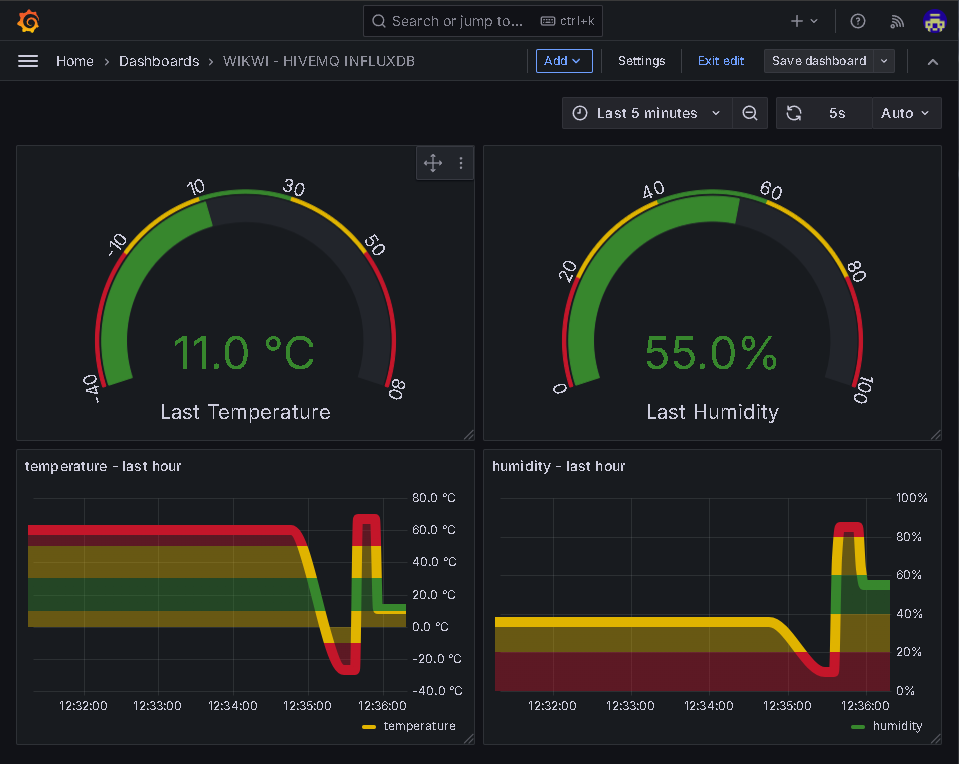 Search or jump to... ctrl+k
Home › Dashboards › WIKWI - HIVEMQ INFLUXDB
Add Settings Exit edit Save dashboard
Last 5 minutes 5s Auto
-40 -10 10 30 50 80
11.0 °C
Last Temperature
0 20 40 60 80 100
55.0%
Last Humidity
temperature - last hour
80.0 °C
60.0 °C
40.0 °C
20.0 °C
0.0 °C
-20.0 °C
-40.0 °C
12:32:00 12:33:00 12:34:00 12:35:00 12:36:00
temperature
humidity - last hour
100%
80%
60%
40%
20%
0%
12:32:00 12:33:00 12:34:00 12:35:00 12:36:00
humidity